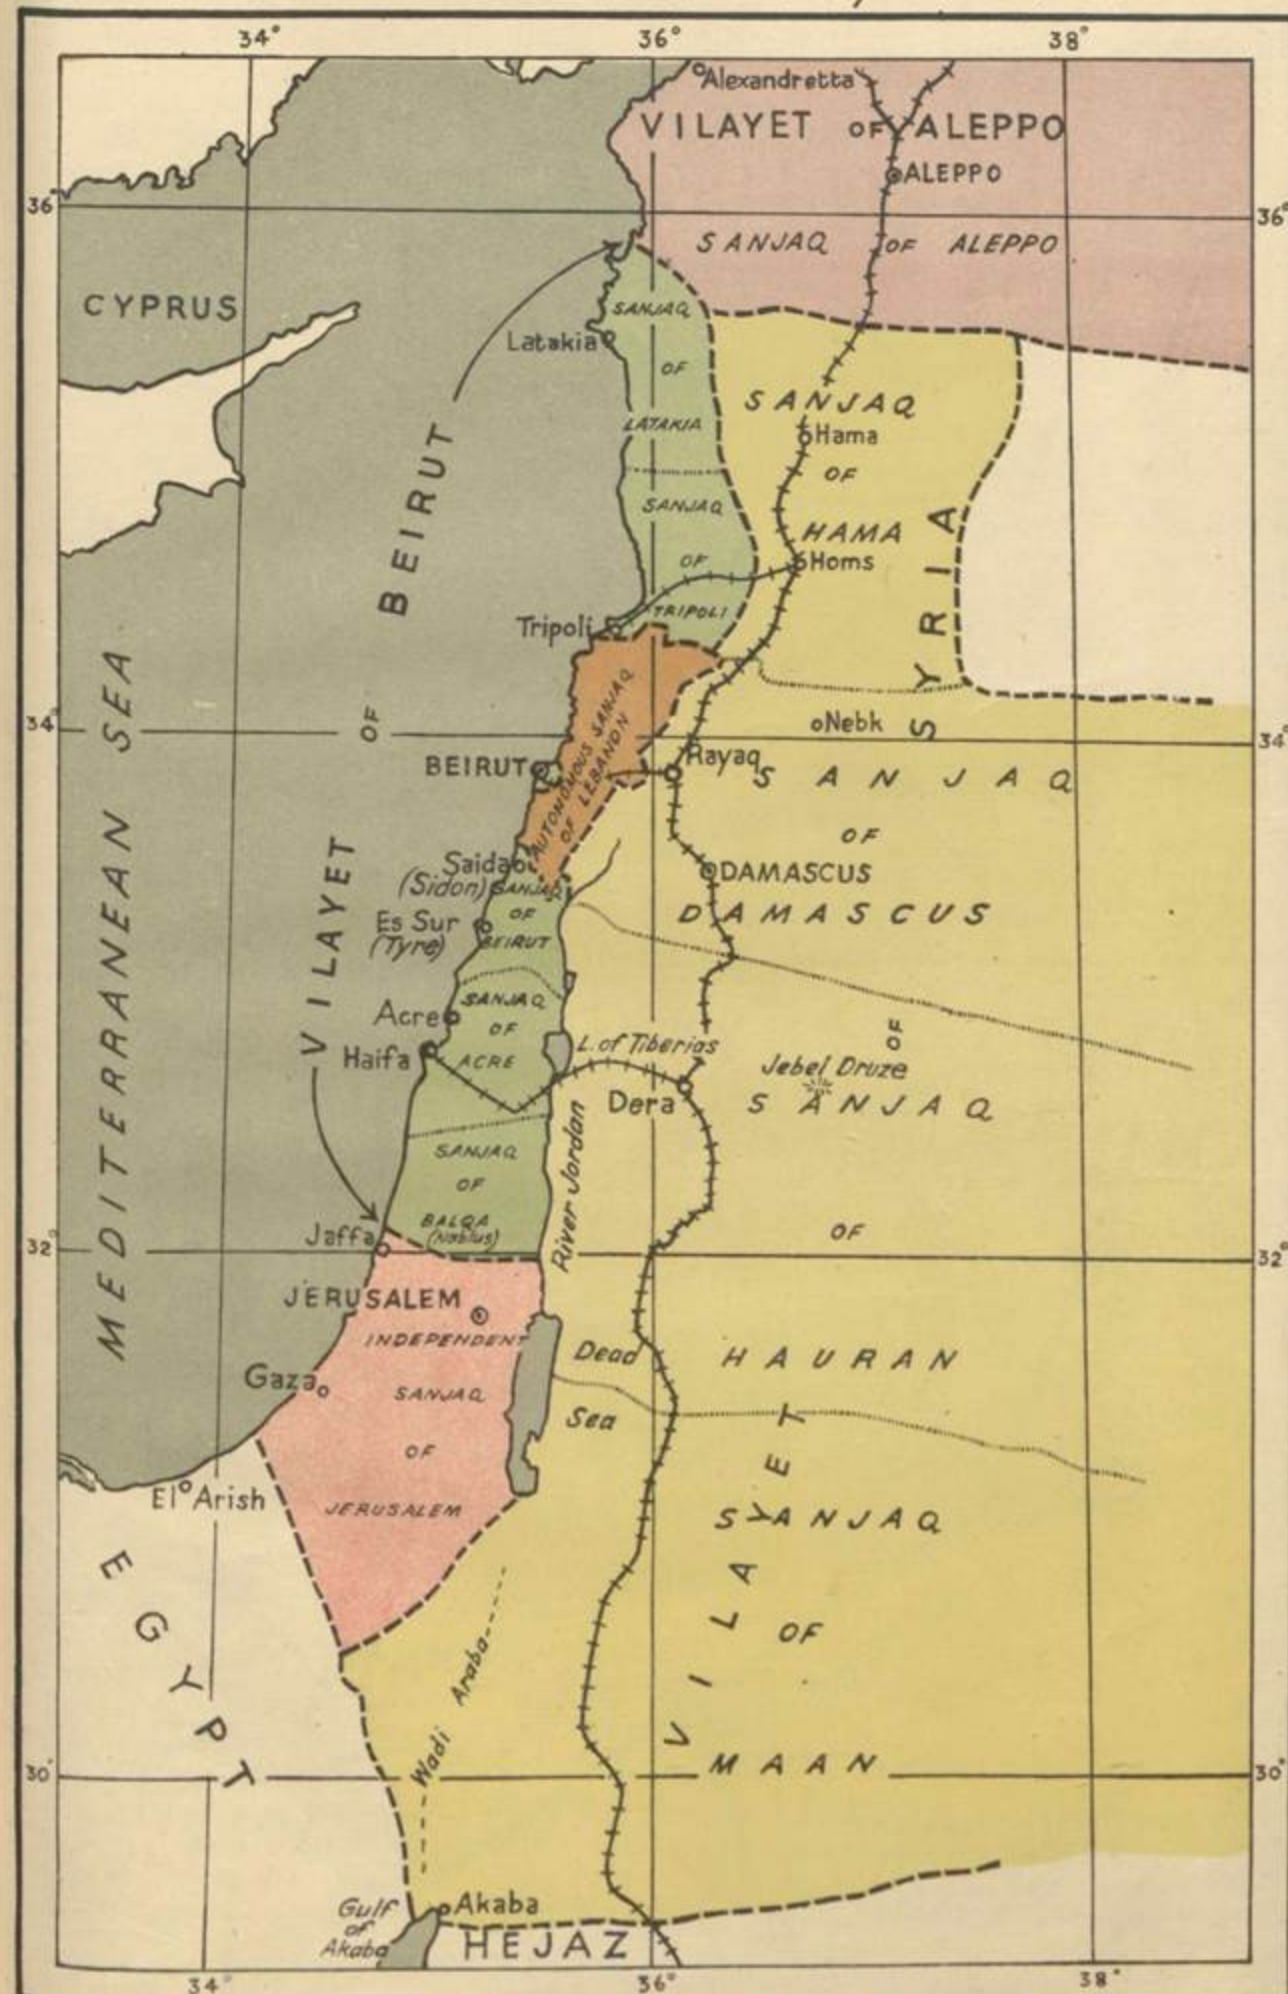 34° 36° 38°
Alexandretta
VILAYET OF ALEPPO
ALEPPO
36° 36°
SANJAQ OF ALEPPO
CYPRUS
SANJAQ
OF
LATAKIA
Latakia
SANJAQ
OF
HAMA
Hama
Homs
SANJAQ
OF
TRIPOLI
Tripoli
VILAYET OF BEIRUT
MEDITERRANEAN SEA
VILAYET OF SYRIA
34° 34°
Nebk
AUTONOMOUS SANJAQ
OF LEBANON
BEIRUT
Rayaq
SANJAQ
OF
DAMASCUS
DAMASCUS
Saida
(Sidon)
SANJAQ
OF
BEIRUT
Es Sur
(Tyre)
SANJAQ
OF
ACRE
Acre
Haifa
L. of Tiberias
Jebel Druze
Dera
SANJAQ
OF
HAURAN
SANJAQ
OF
BALQA
(Nablus)
River Jordan
Jaffa
32° 32°
JERUSALEM
INDEPENDENT
SANJAQ
OF
JERUSALEM
Dead
Sea
Gaza
El Arish
EGYPT
SANJAQ
OF
MAAN
Wadi Araba
30° 30°
Gulf
of
Akaba
Akaba
HEJAZ
34° 36° 38°